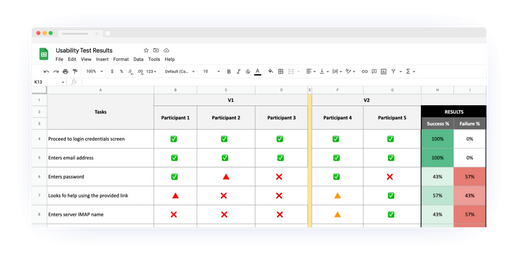 Usability Test Results
File Edit View Insert Format Data Tools Help
100% $ % .0 .00 123 Default (Ca... 10 B I S A
K13 fx
A B C D E F G H I
1 V1 V2
2 Tasks Participant 1 Participant 2 Participant 3 Participant 4 Participant 5 RESULTS
3 Success % Failure %
4 Proceed to login credentials screen 100% 0%
5 Enters email address 100% 0%
6 Enters password 43% 57%
7 Looks fo help using the provided link 57% 43%
8 Enters server IMAP name 43% 57%